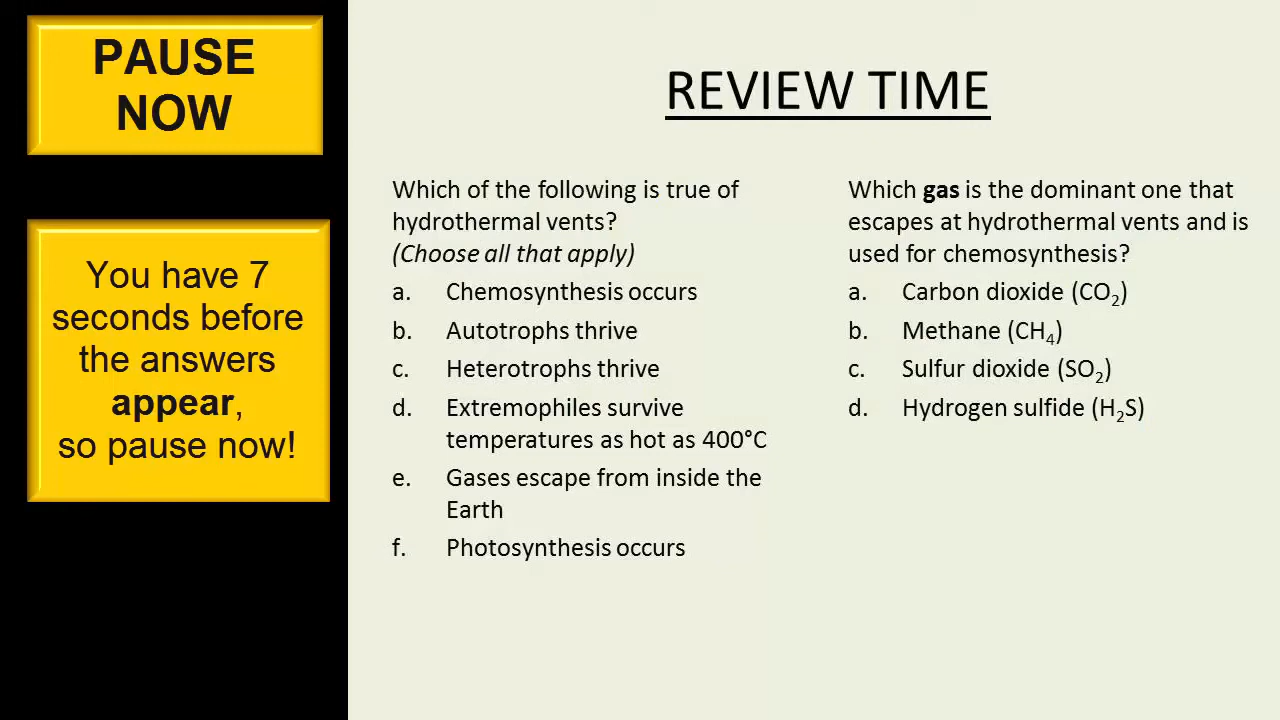 PAUSE
NOW
You have 7
seconds before
the answers
appear,
so pause now!
REVIEW TIME
Which of the following is true of
hydrothermal vents?
(Choose all that apply)
a. Chemosynthesis occurs
b. Autotrophs thrive
c. Heterotrophs thrive
d. Extremophiles survive
temperatures as hot as 400°C
e. Gases escape from inside the
Earth
f. Photosynthesis occurs
Which gas is the dominant one that
escapes at hydrothermal vents and is
used for chemosynthesis?
a. Carbon dioxide (CO₂)
b. Methane (CH₄)
c. Sulfur dioxide (SO₂)
d. Hydrogen sulfide (H₂S)